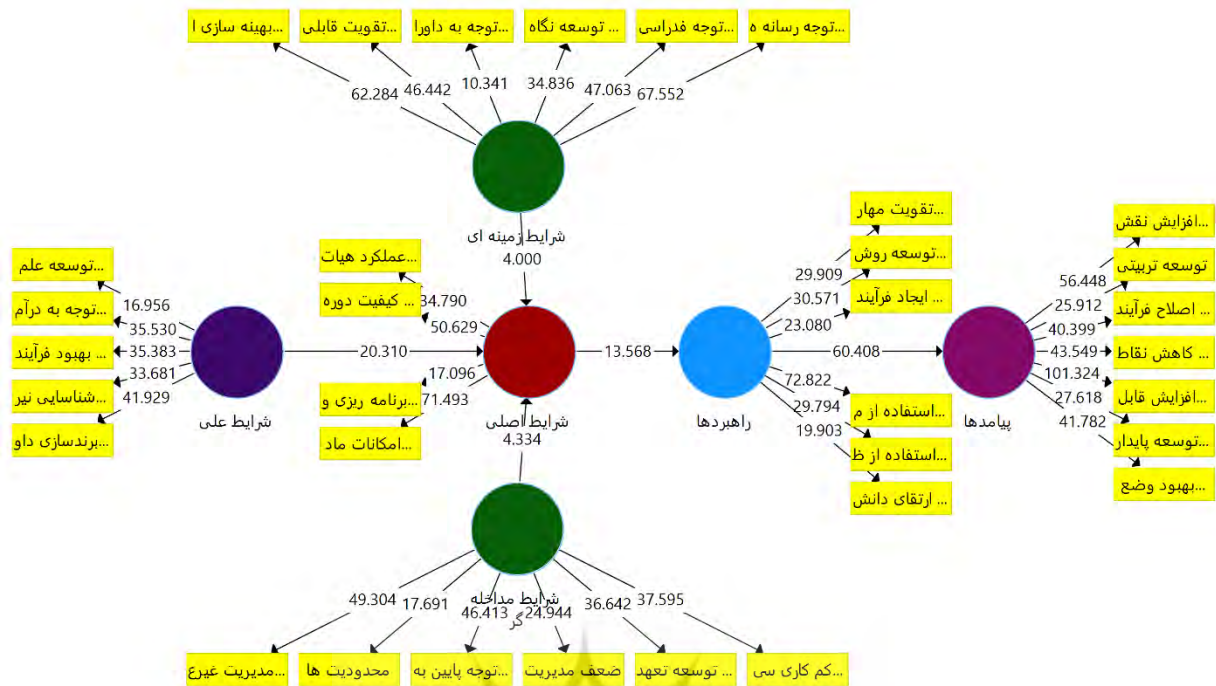 بهینه سازی ا...
تقویت قابلی...
توجه به داورا...
توسعه نگاه ...
توجه فدراسی...
توجه رسانه ه...
62.284
46.442
10.341
34.836
47.063
67.552
شرایط زمینه ای
4.000
توسعه علم...
توجه به درآم...
بهبود فرآیند ...
شناسایی نیر...
برندسازی داو...
16.956
35.530
35.383
33.681
41.929
شرایط علی
20.310
عملکرد هیات...
کیفیت دوره ...
برنامه ریزی و...
امکانات ماد...
34.790
50.629
17.096
71.493
شرایط اصلی
4.334
13.568
تقویت مهار...
توسعه روش...
ایجاد فرآیند ...
استفاده از م...
استفاده از ظ...
ارتقای دانش ...
29.909
30.571
23.080
72.822
29.794
19.903
راهبردها
60.408
افزایش نقش...
توسعه تربیتی
اصلاح فرآیند ...
کاهش نقاط ...
افزایش قابل...
توسعه پایدار...
بهبود وضع...
56.448
25.912
40.399
43.549
101.324
27.618
41.782
پیامدها
شرایط مداخله
گر
49.304
17.691
46.413
24.944
36.642
37.595
مدیریت غیرع...
محدودیت ها
توجه پایین به...
ضعف مدیریت
توسعه تعهد ...
کم کاری سی...